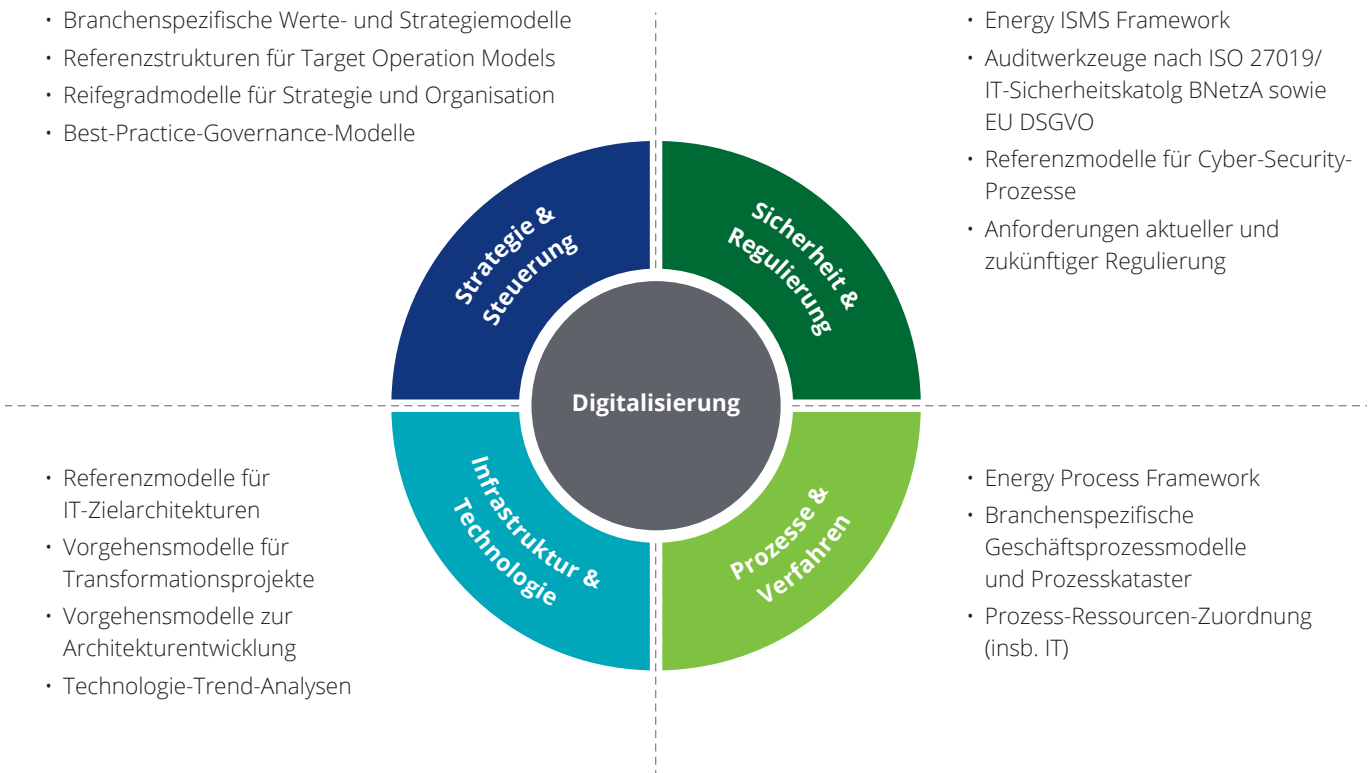 • Branchenspezifische Werte- und Strategiemodelle
• Referenzstrukturen für Target Operation Models
• Reifegradmodelle für Strategie und Organisation
• Best-Practice-Governance-Modelle
• Energy ISMS Framework
• Auditwerkzeuge nach ISO 27019/
IT-Sicherheitskatolg BNetzA sowie
EU DSGVO
• Referenzmodelle für Cyber-Security-
Prozesse
• Anforderungen aktueller und
zukünftiger Regulierung
Strategie &
Steuerung
Sicherheit &
Regulierung
Digitalisierung
Infrastruktur &
Technologie
Prozesse &
Verfahren
• Referenzmodelle für
IT-Zielarchitekturen
• Vorgehensmodelle für
Transformationsprojekte
• Vorgehensmodelle zur
Architekturentwicklung
• Technologie-Trend-Analysen
• Energy Process Framework
• Branchenspezifische
Geschäftsprozessmodelle
und Prozesskataster
• Prozess-Ressourcen-Zuordnung
(insb. IT)